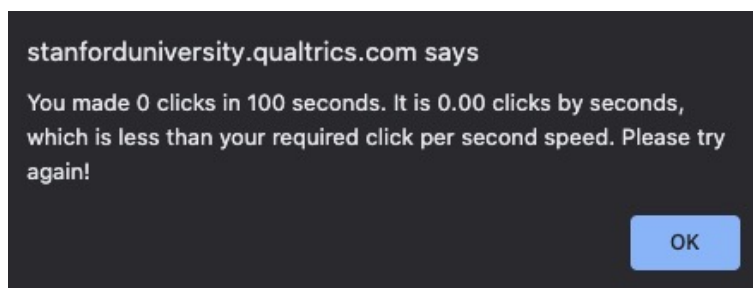 stanforduniversity.qualtrics.com says
You made 0 clicks in 100 seconds. It is 0.00 clicks by seconds,
which is less than your required click per second speed. Please try
again!
OK